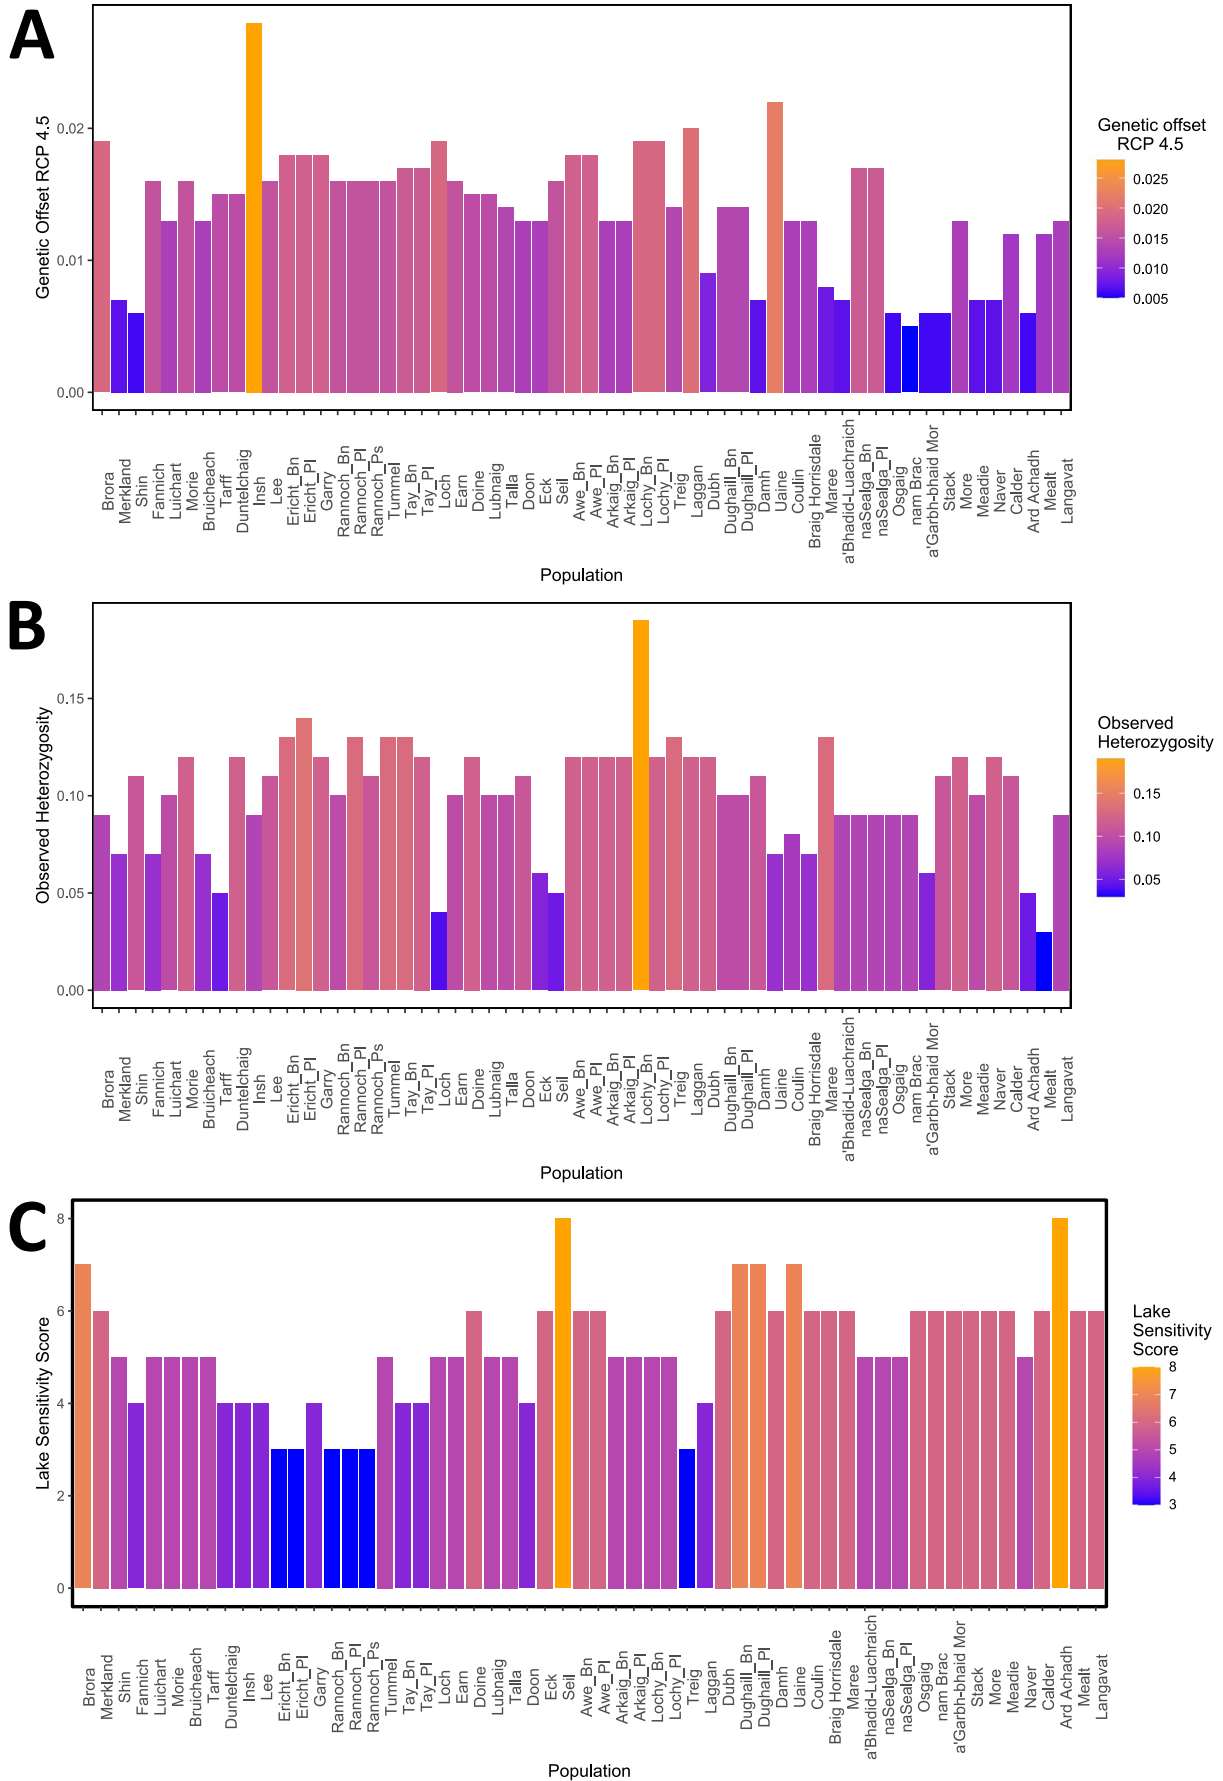 A
Genetic Offset RCP 4.5
0.02
0.01
0.00
Brora
Merkland
Shin
Fannich
Luichart
Morie
Bruicheach
Tarff
Duntelchaig
Insh
Lee
Ericht_Bn
Ericht_Pl
Garry
Rannoch_Bn
Rannoch_Pl
Rannoch_Ps
Tummel
Tay_Bn
Tay_Pl
Loch
Earn
Doine
Lubnaig
Talla
Doon
Eck
Seil
Awe_Bn
Awe_Pl
Arkaig_Bn
Arkaig_Pl
Lochy_Bn
Lochy_Pl
Treig
Laggan
Dubh
Dughaill_Bn
Dughaill_Pl
Damh
Uaine
Coulin
Braig Horrisdale
Maree
a'Bhadid-Luachraich
naSealga_Bn
naSealga_Pl
Osgaig
nam Brac
a'Garbh-bhaid Mor
Stack
More
Meadie
Naver
Calder
Ard Achadh
Mealt
Langavat
Population
Genetic offset
RCP 4.5
0.025
0.020
0.015
0.010
0.005
B
Observed Heterozygosity
0.15
0.10
0.05
0.00
Brora
Merkland
Shin
Fannich
Luichart
Morie
Bruicheach
Tarff
Duntelchaig
Insh
Lee
Ericht_Bn
Ericht_Pl
Garry
Rannoch_Bn
Rannoch_Pl
Rannoch_Ps
Tummel
Tay_Bn
Tay_Pl
Loch
Earn
Doine
Lubnaig
Talla
Doon
Eck
Seil
Awe_Bn
Awe_Pl
Arkaig_Bn
Arkaig_Pl
Lochy_Bn
Lochy_Pl
Treig
Laggan
Dubh
Dughaill_Bn
Dughaill_Pl
Damh
Uaine
Coulin
Braig Horrisdale
Maree
a'Bhadid-Luachraich
naSealga_Bn
naSealga_Pl
Osgaig
nam Brac
a'Garbh-bhaid Mor
Stack
More
Meadie
Naver
Calder
Ard Achadh
Mealt
Langavat
Population
Observed
Heterozygosity
0.15
0.10
0.05
C
Lake Sensitivity Score
8
6
4
2
0
Brora
Merkland
Shin
Fannich
Luichart
Morie
Bruicheach
Tarff
Duntelchaig
Insh
Lee
Ericht_Bn
Ericht_Pl
Garry
Rannoch_Bn
Rannoch_Pl
Rannoch_Ps
Tummel
Tay_Bn
Tay_Pl
Loch
Earn
Doine
Lubnaig
Talla
Doon
Eck
Seil
Awe_Bn
Awe_Pl
Arkaig_Bn
Arkaig_Pl
Lochy_Bn
Lochy_Pl
Treig
Laggan
Dubh
Dughaill_Bn
Dughaill_Pl
Damh
Uaine
Coulin
Braig Horrisdale
Maree
a'Bhadid-Luachraich
naSealga_Bn
naSealga_Pl
Osgaig
nam Brac
a'Garbh-bhaid Mor
Stack
More
Meadie
Naver
Calder
Ard Achadh
Mealt
Langavat
Population
Lake
Sensitivity
Score
8
7
6
5
4
3